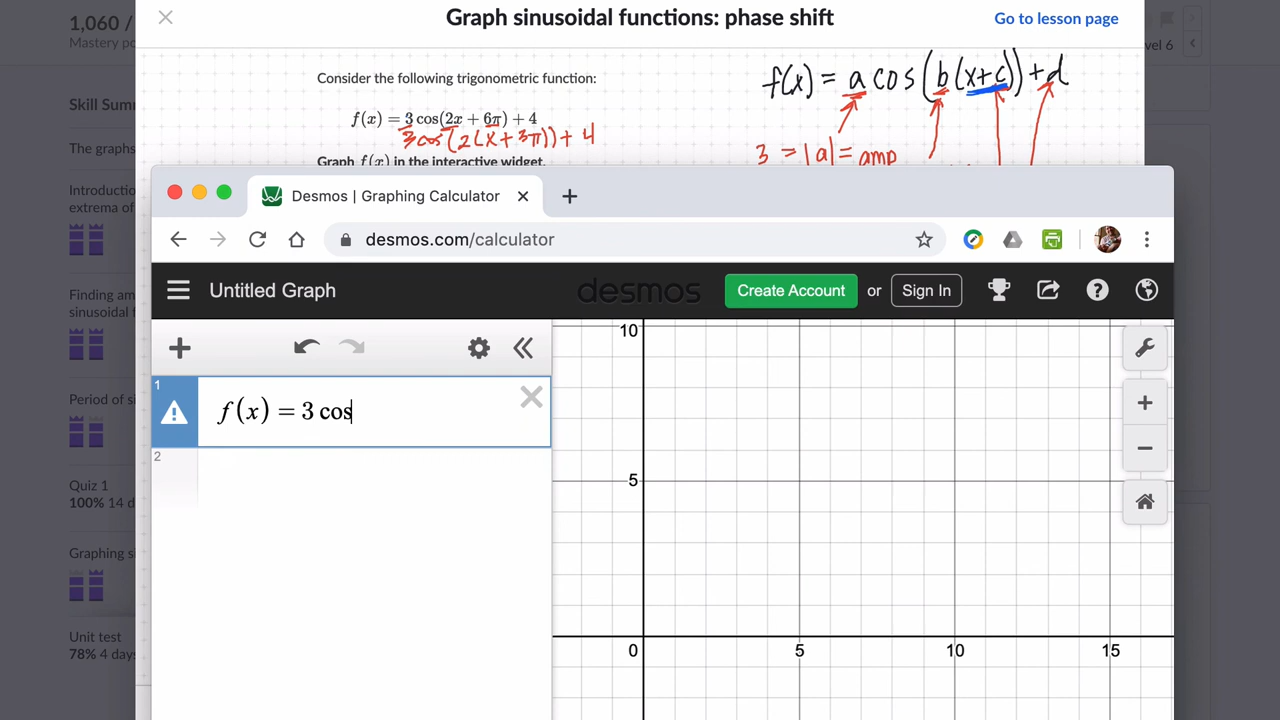 1,060 /
Mastery po
Graph sinusoidal functions: phase shift
Go to lesson page
vel 6
Skill Summ
The graphs
Introduction
extrema of
Finding am
sinusoidal f
Period of si
Quiz 1
100% 14 d
Graphing si
Unit test
78% 4 days
Consider the following trigonometric function:
f(x) = 3 cos(2x + 6π) + 4
3cos(2(x+3π))+4
Graph f(x) in the interactive widget.
f(x) = a cos(b(x+c))+d
3 = |a| = amp
Desmos | Graphing Calculator
desmos.com/calculator
Untitled Graph
desmos
Create Account
or
Sign In
1
f(x) = 3 cos
2
10
5
0
5
10
15